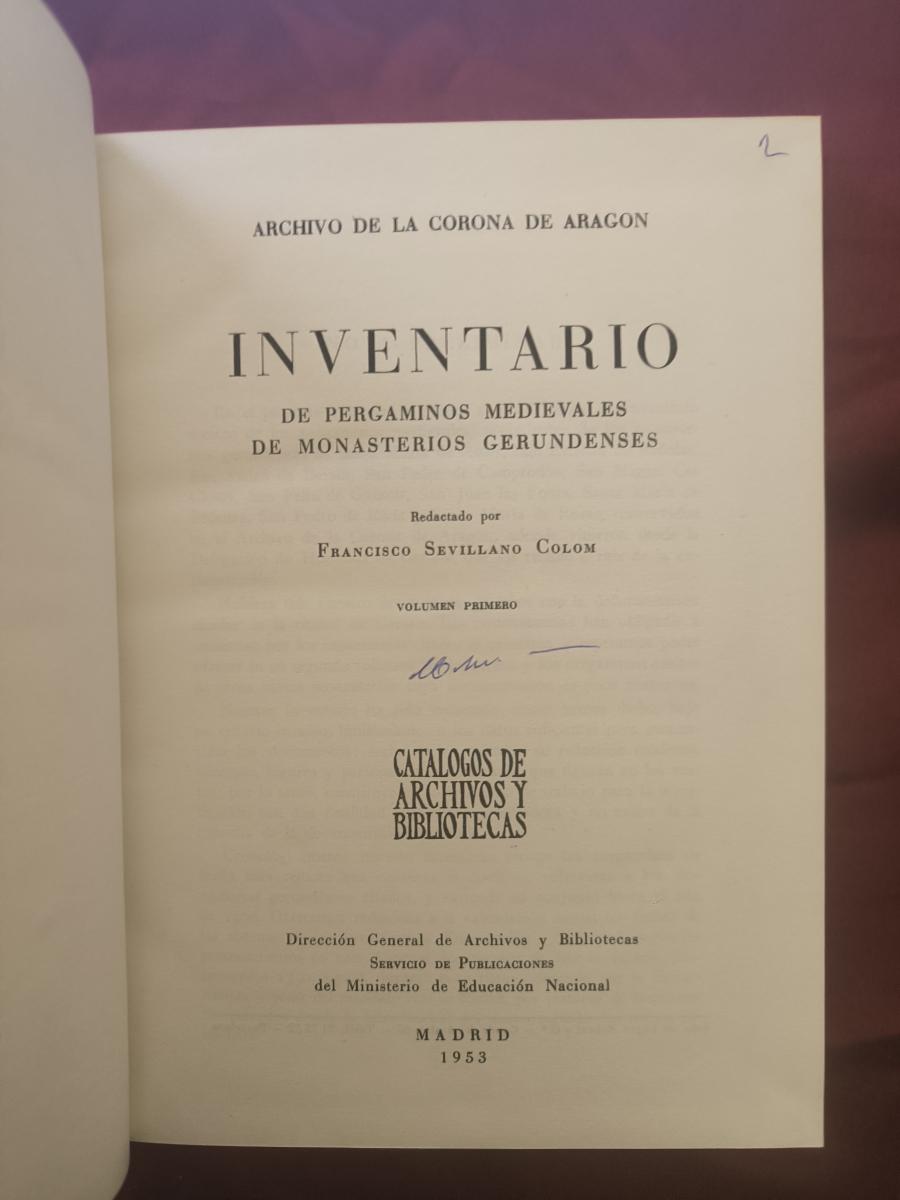 2
ARCHIVO DE LA CORONA DE ARAGON
INVENTARIO
DE PERGAMINOS MEDIEVALES
DE MONASTERIOS GERUNDENSES
Redactado por
FRANCISCO SEVILLANO COLOM
VOLUMEN PRIMERO
CATALOGOS DE
ARCHIVOS Y
BIBLIOTECAS
Dirección General de Archivos y Bibliotecas
SERVICIO DE PUBLICACIONES
del Ministerio de Educación Nacional
MADRID
1953